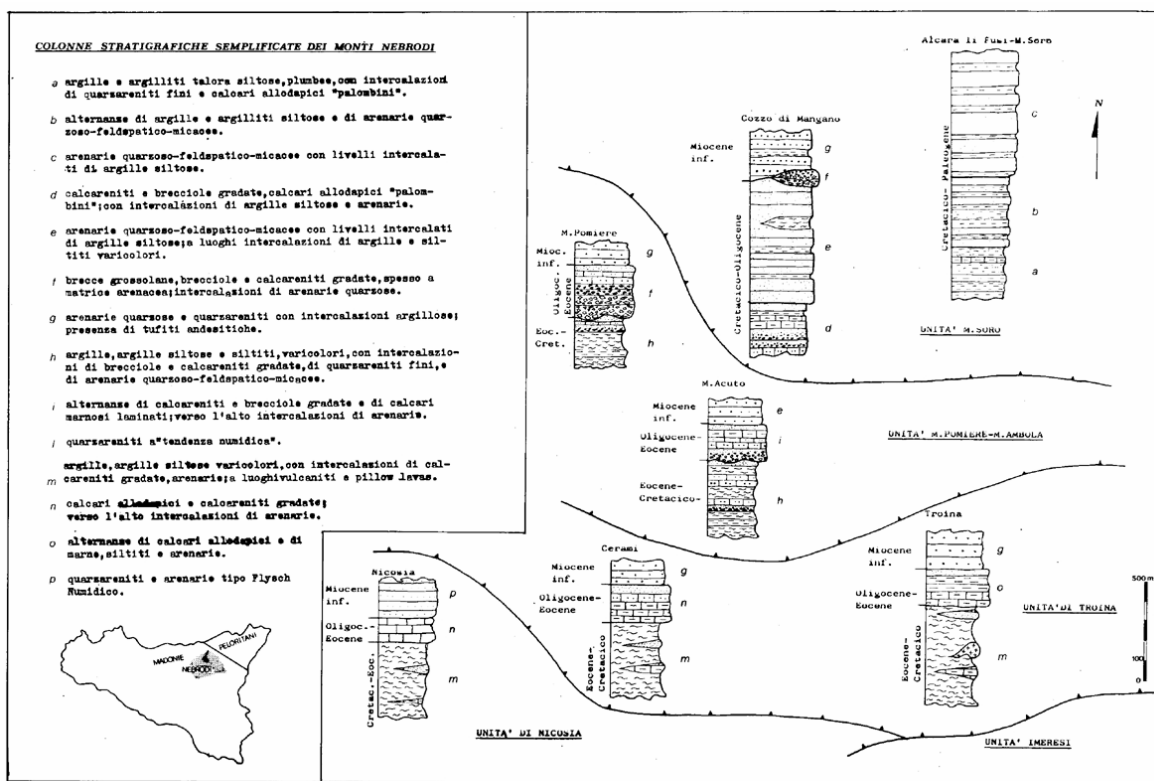 COLONNE STRATIGRAFICHE SEMPLIFICATE DEI MONTI NEBRODI
a argille e argilliti talora siltose,plumbee,con intercalazioni
di quarzareniti fini e calcari allodapici "palombini".
b alternanze di argille e argilliti siltose e di arenarie quar-
zoso-feldspatico-micacee.
c arenarie quarzoso-feldspatico-micacee con livelli intercala-
ti di argille siltose.
d calcareniti e brecciole gradate,calcari allodapici "palom-
bini";con intercalazioni di argille siltose e arenarie.
e arenarie quarzoso-feldspatico-micacee con livelli intercalati
di argille siltose;a luoghi intercalazioni di argille e sil-
titi varicolori.
f brecce grossolane,brecciole e calcareniti gradate,spesso a
matrice arenacea;intercalazioni di arenarie quarzose.
g arenarie quarzose e quarzareniti con intercalazioni argillose;
presenza di tufiti andesitiche.
h argille,argille siltose e siltiti,varicolori,con intercalazio-
ni di brecciole e calcareniti gradate,di quarzareniti fini,e
di arenarie quarzoso-feldspatico-micacee.
i alternanze di calcareniti e brecciole gradate e di calcari
marnosi laminati;verso l'alto intercalazioni di arenarie.
l quarzareniti a"tendenza numidica".
argille,argille siltose varicolori,con intercalazioni di cal-
m careniti gradate,arenarie;a luoghivulcaniti e pillow lavas.
n calcari allodapici e calcareniti gradate;
verso l'alto intercalazioni di arenarie.
o alternanze di calcari allodapici e di
marne,siltiti e arenarie.
p quarzareniti e arenarie tipo Flysch
Numidico.
MADONIE
NEBRODI
PELORITANI
Alcara li Fusi-M.Soro
Cretacico- Paleogene
c
b
a
N
UNITA' M.SORO
Cozzo di Mangano
Miocene
inf.
Cretacico-Oligocene
g
f
e
d
M.Pomiere
Mioc.
inf.
Oligoc.
Eocene
Eoc.-
Cret.
g
f
h
M.Acuto
Miocene
inf.
Oligocene-
Eocene
Eocene-
Cretacico-
e
i
h
UNITA' M.POMIERE-M.AMBOLA
Troina
Miocene
inf.
Oligocene-
Eocene
Eocene-
Cretacico
g
o
m
UNITA'DI TROINA
500 m
100
0
Cerami
Miocene
inf.
Oligocene-
Eocene
Eocene-
Cretacico
g
n
m
Nicosia
Miocene
inf.
Oligoc.-
Eocene
Cretac.-Eoc.
p
n
m
UNITA' DI NICOSIA
UNITA' IMERESI